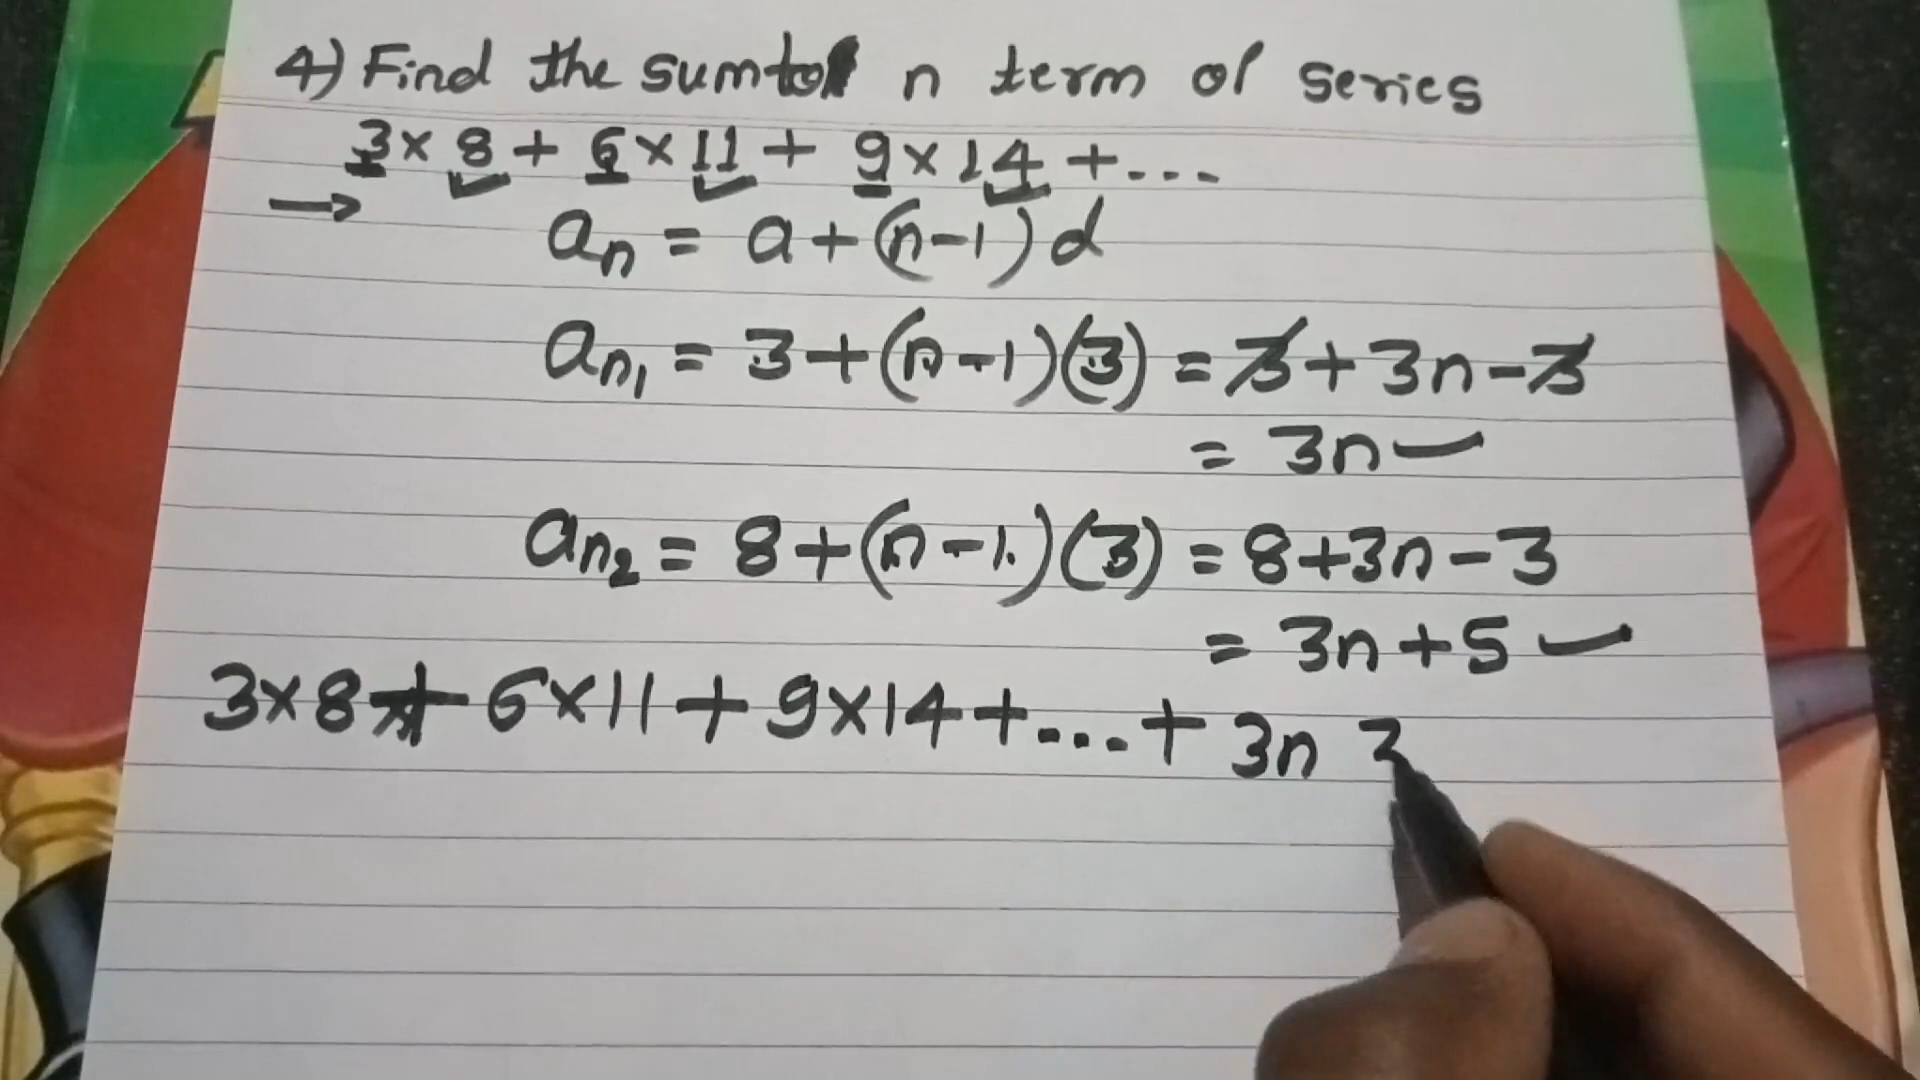 4) Find the sum to n term of series
3 × 8 + 6 × 11 + 9 × 14 + ...
→ aₙ = a + (n-1) d
aₙ₁ = 3 + (n-1)(3) = 3 + 3n - 3
= 3n
aₙ₂ = 8 + (n-1)(3) = 8 + 3n - 3
= 3n + 5
3×8 + 6×11 + 9×14 + ... + 3n 3